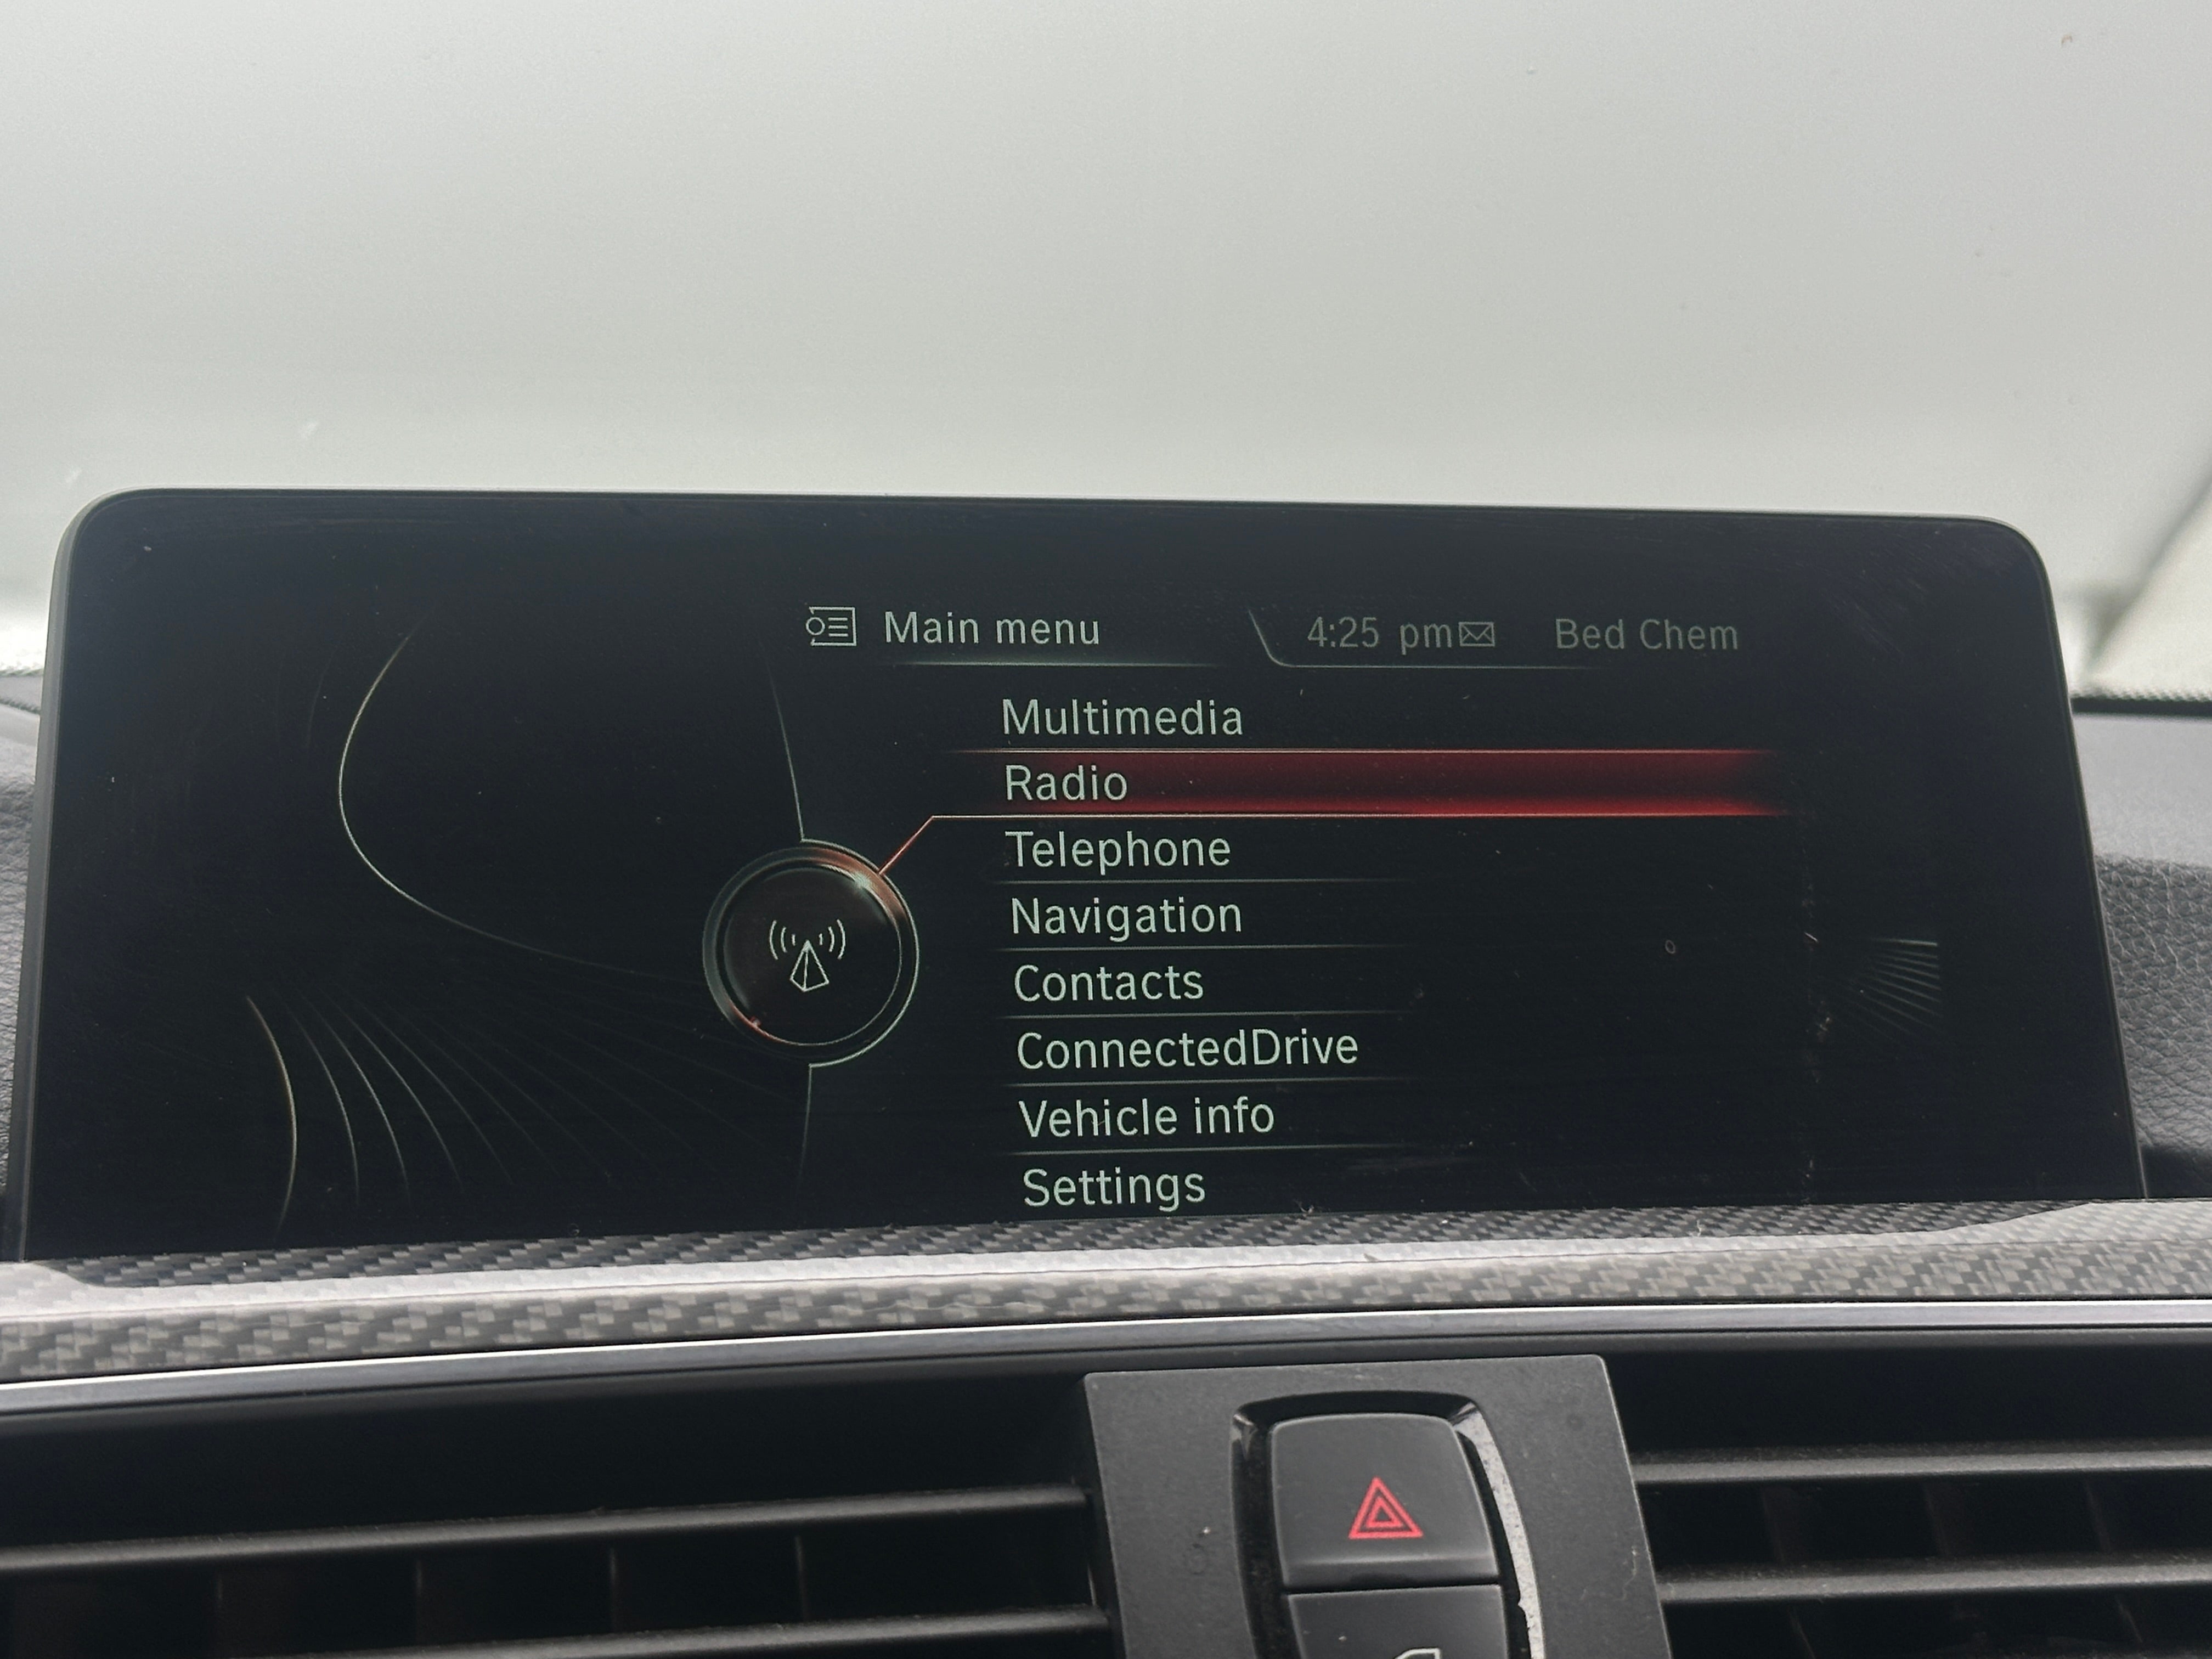 Main menu 4:25 pm Bed Chem
Multimedia
Radio
Telephone
Navigation
Contacts
ConnectedDrive
Vehicle info
Settings